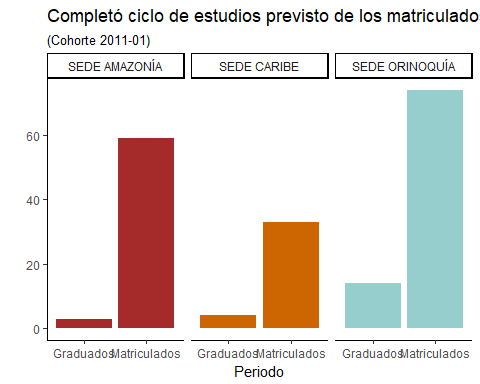 Completó ciclo de estudios previsto de los matriculado
(Cohorte 2011-01)
SEDE AMAZONÍA SEDE CARIBE SEDE ORINOQUÍA
60
40
20
0
Graduados Matriculados Graduados Matriculados Graduados Matriculados
Periodo